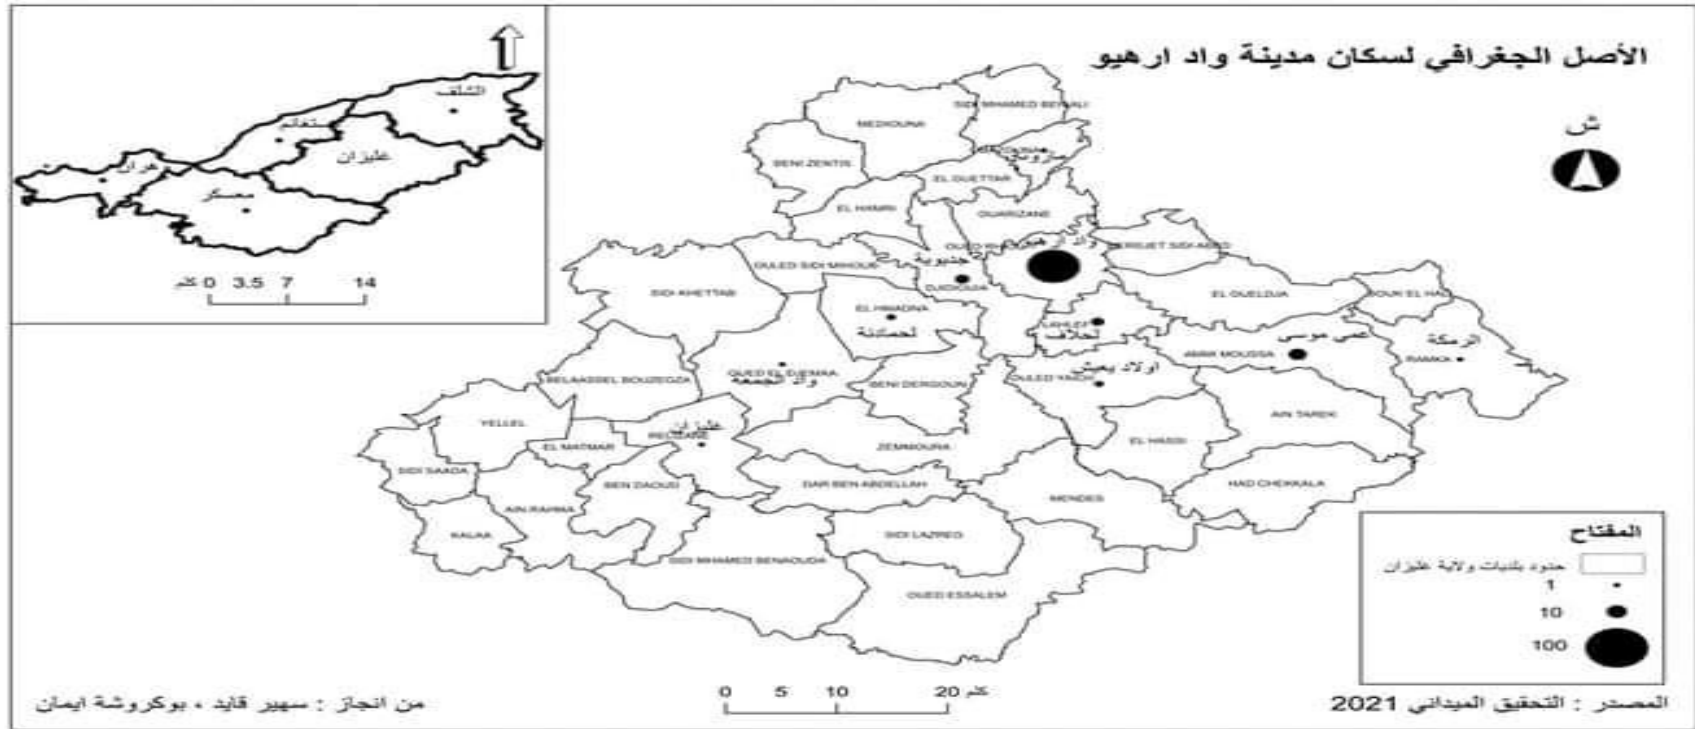 الأصل الجغرافي لسكان مدينة واد ارهيو
ش
الشلف
غليزان
وهران
معسكر
0 3.5 7 14 كلم
SIDI MHAMED BENALI
MEDIOUNA
BENI ZENTIS
مازونة
EL GUETTAR
EL HAMRI
OUARIZANE
واد ارهيو
MERDJET SIDI ABED
جديوية
DJIDIOUIA
OULED SIDI MIHOUB
SIDI KHETTAB
EL OUELDJA
SOUK EL HAD
EL HMADNA
لحمادنة
LAHLEF
لحلاف
عمي موسى
AMMI MOUSSA
الرمكة
RAMKA
اولاد يعيش
OULED YAICH
OUED EL DJEMAA
واد الجمعة
BENI DERGOUN
BELAASSEL BOUZEGZA
YELLEL
غليزان
RELIZANE
EL MATMAR
ZEMMOURA
EL HASSI
AIN TAREK
SIDI SAADA
BEN DAOUD
DAR BEN ABDELLAH
MENDES
HAD CHEKKALA
AIN RAHMA
KALAA
SIDI LAZREG
SIDI MHAMED BENAOUDA
OUED ESSALEM
المفتاح
حدود بلديات ولاية غليزان
1
10
100
0 5 10 20 كلم
من انجاز : سهير قايد ، بوكروشة ايمان
المصدر : التحقيق الميداني 2021